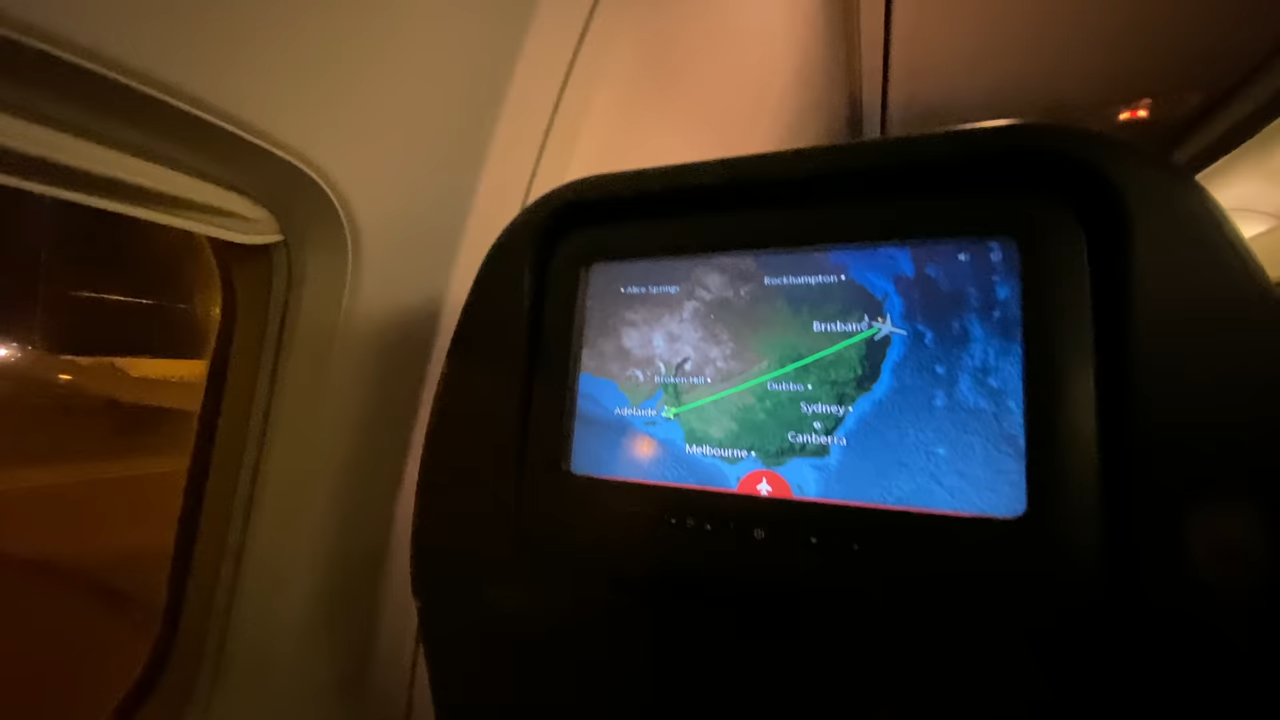 Rockhampton
Alice Springs
Brisbane
Broken Hill
Dubbo
Adelaide
Sydney
Canberra
Melbourne